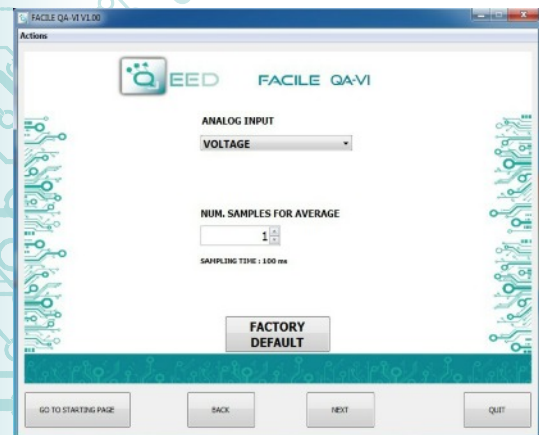 FACILE QA-VI V1.00
Actions
QEED FACILE QA-VI
ANALOG INPUT
VOLTAGE
NUM. SAMPLES FOR AVERAGE
1
SAMPLING TIME : 100 ms
FACTORY
DEFAULT
GO TO STARTING PAGE BACK NEXT QUIT